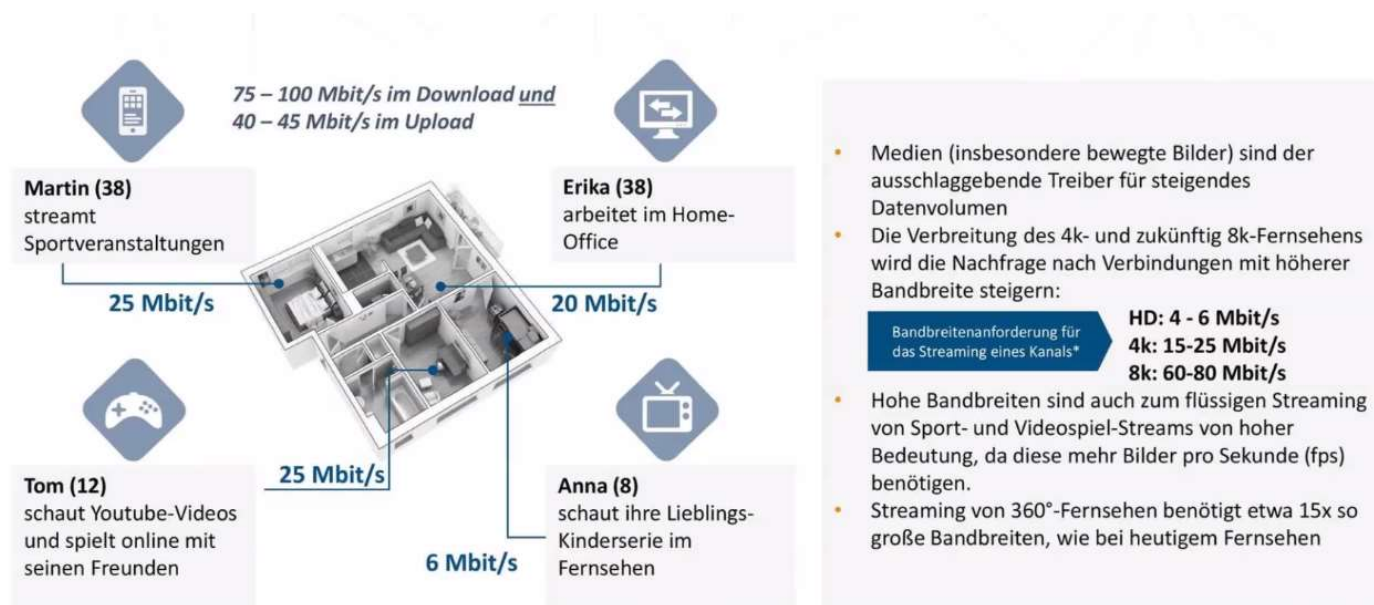 75 – 100 Mbit/s im Download und
40 – 45 Mbit/s im Upload
Martin (38)
streamt
Sportveranstaltungen
25 Mbit/s
Erika (38)
arbeitet im Home-
Office
20 Mbit/s
Tom (12)
schaut Youtube-Videos
und spielt online mit
seinen Freunden
25 Mbit/s
Anna (8)
schaut ihre Lieblings-
Kinderserie im
Fernsehen
6 Mbit/s
• Medien (insbesondere bewegte Bilder) sind der
ausschlaggebende Treiber für steigendes
Datenvolumen
• Die Verbreitung des 4k- und zukünftig 8k-Fernsehens
wird die Nachfrage nach Verbindungen mit höherer
Bandbreite steigern:
Bandbreitenanforderung für
das Streaming eines Kanals*
HD: 4 - 6 Mbit/s
4k: 15-25 Mbit/s
8k: 60-80 Mbit/s
• Hohe Bandbreiten sind auch zum flüssigen Streaming
von Sport- und Videospiel-Streams von hoher
Bedeutung, da diese mehr Bilder pro Sekunde (fps)
benötigen.
• Streaming von 360°-Fernsehen benötigt etwa 15x so
große Bandbreiten, wie bei heutigem Fernsehen